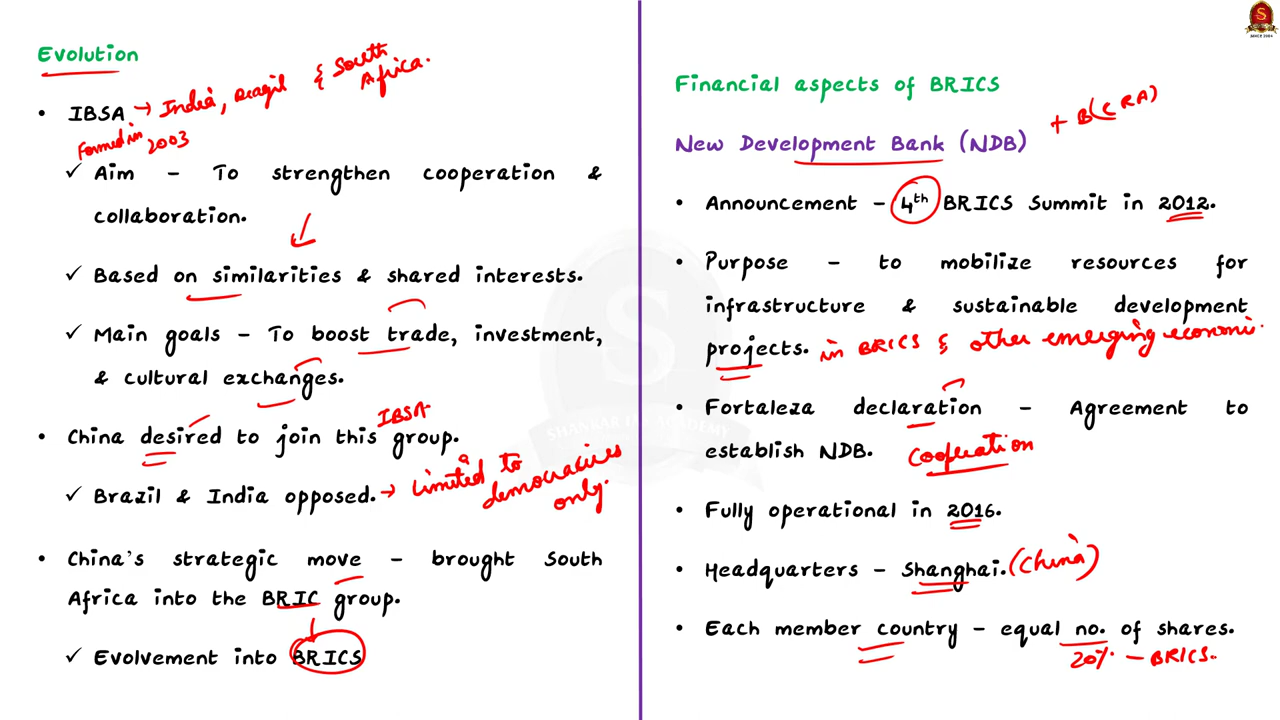 Evolution
• IBSA → India, Brazil & South Africa.
Formed in 2003
✓ Aim – To strengthen cooperation &
collaboration.
✓ Based on similarities & shared interests.
✓ Main goals – To boost trade, investment,
& cultural exchanges.
IBSA
• China desired to join this group.
✓ Brazil & India opposed. → Limited to democracies only.
• China's strategic move – brought South
Africa into the BRIC group.
✓ Evolvement into BRICS
Financial aspects of BRICS
New Development Bank (NDB) + B(CRA)
• Announcement – 4th BRICS Summit in 2012.
• Purpose – to mobilize resources for
infrastructure & sustainable development
projects. in BRICS & other emerging economi.
• Fortaleza declaration – Agreement to
establish NDB. Cooperation
• Fully operational in 2016.
• Headquarters – Shanghai. (China)
• Each member country – equal no. of shares.
20% – BRICS.
SHANKAR IAS ACADEMY
SINCE 2004